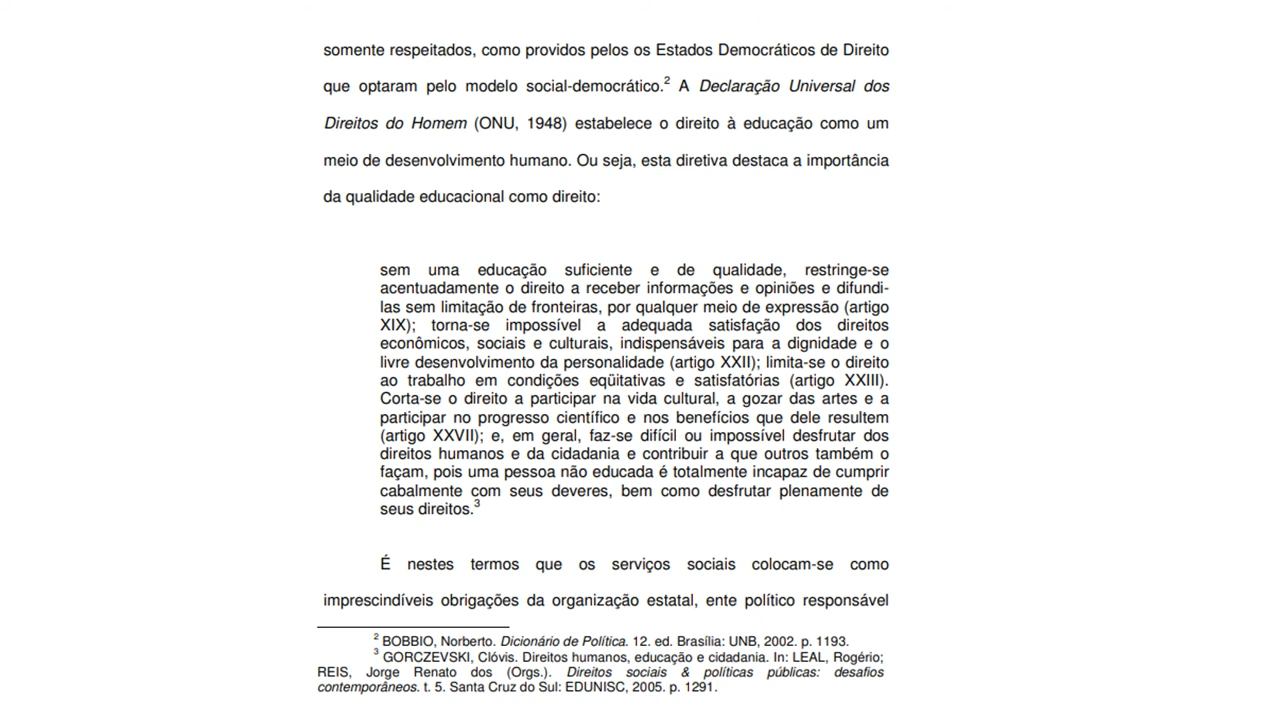 somente respeitados, como providos pelos os Estados Democráticos de Direito
que optaram pelo modelo social-democrático.2 A Declaração Universal dos
Direitos do Homem (ONU, 1948) estabelece o direito à educação como um
meio de desenvolvimento humano. Ou seja, esta diretiva destaca a importância
da qualidade educacional como direito:
sem uma educação suficiente e de qualidade, restringe-se
acentuadamente o direito a receber informações e opiniões e difundi-
las sem limitação de fronteiras, por qualquer meio de expressão (artigo
XIX); torna-se impossível a adequada satisfação dos direitos
econômicos, sociais e culturais, indispensáveis para a dignidade e o
livre desenvolvimento da personalidade (artigo XXII); limita-se o direito
ao trabalho em condições eqüitativas e satisfatórias (artigo XXIII).
Corta-se o direito a participar na vida cultural, a gozar das artes e a
participar no progresso científico e nos benefícios que dele resultem
(artigo XXVII); e, em geral, faz-se difícil ou impossível desfrutar dos
direitos humanos e da cidadania e contribuir a que outros também o
façam, pois uma pessoa não educada é totalmente incapaz de cumprir
cabalmente com seus deveres, bem como desfrutar plenamente de
seus direitos.3
É nestes termos que os serviços sociais colocam-se como
imprescindíveis obrigações da organização estatal, ente político responsável
2 BOBBIO, Norberto. Dicionário de Política. 12. ed. Brasília: UNB, 2002. p. 1193.
3 GORCZEVSKI, Clóvis. Direitos humanos, educação e cidadania. In: LEAL, Rogério;
REIS, Jorge Renato dos (Orgs.). Direitos sociais & políticas públicas: desafios
contemporâneos. t. 5. Santa Cruz do Sul: EDUNISC, 2005. p. 1291.